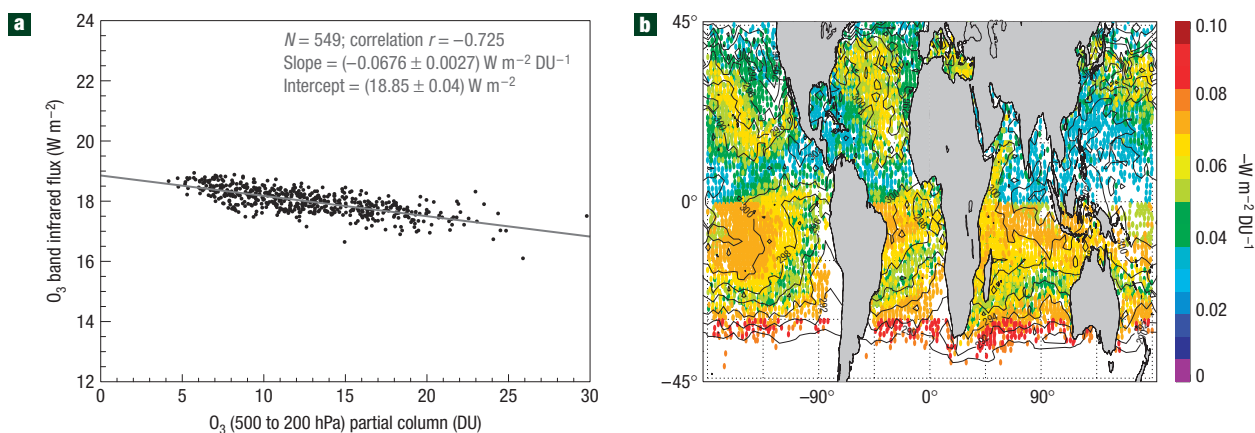 a
24
22
20
18
16
14
12
O3 band infrared flux (W m−2)
N = 549; correlation r = −0.725
Slope = (−0.0676 ± 0.0027) W m−2 DU−1
Intercept = (18.85 ± 0.04) W m−2
0 5 10 15 20 25 30
O3 (500 to 200 hPa) partial column (DU)
b
45°
0°
−45°
−90° 0° 90°
0.10
0.08
0.06
0.04
0.02
0
−W m−2 DU−1